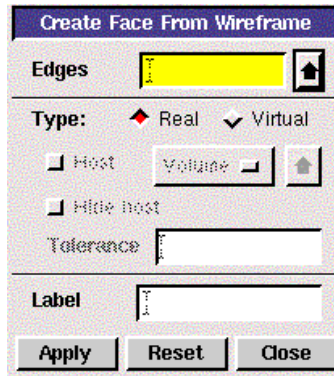 Create Face From Wireframe
Edges
Type: Real Virtual
Host Volume
Hide host
Tolerance
Label
Apply Reset Close